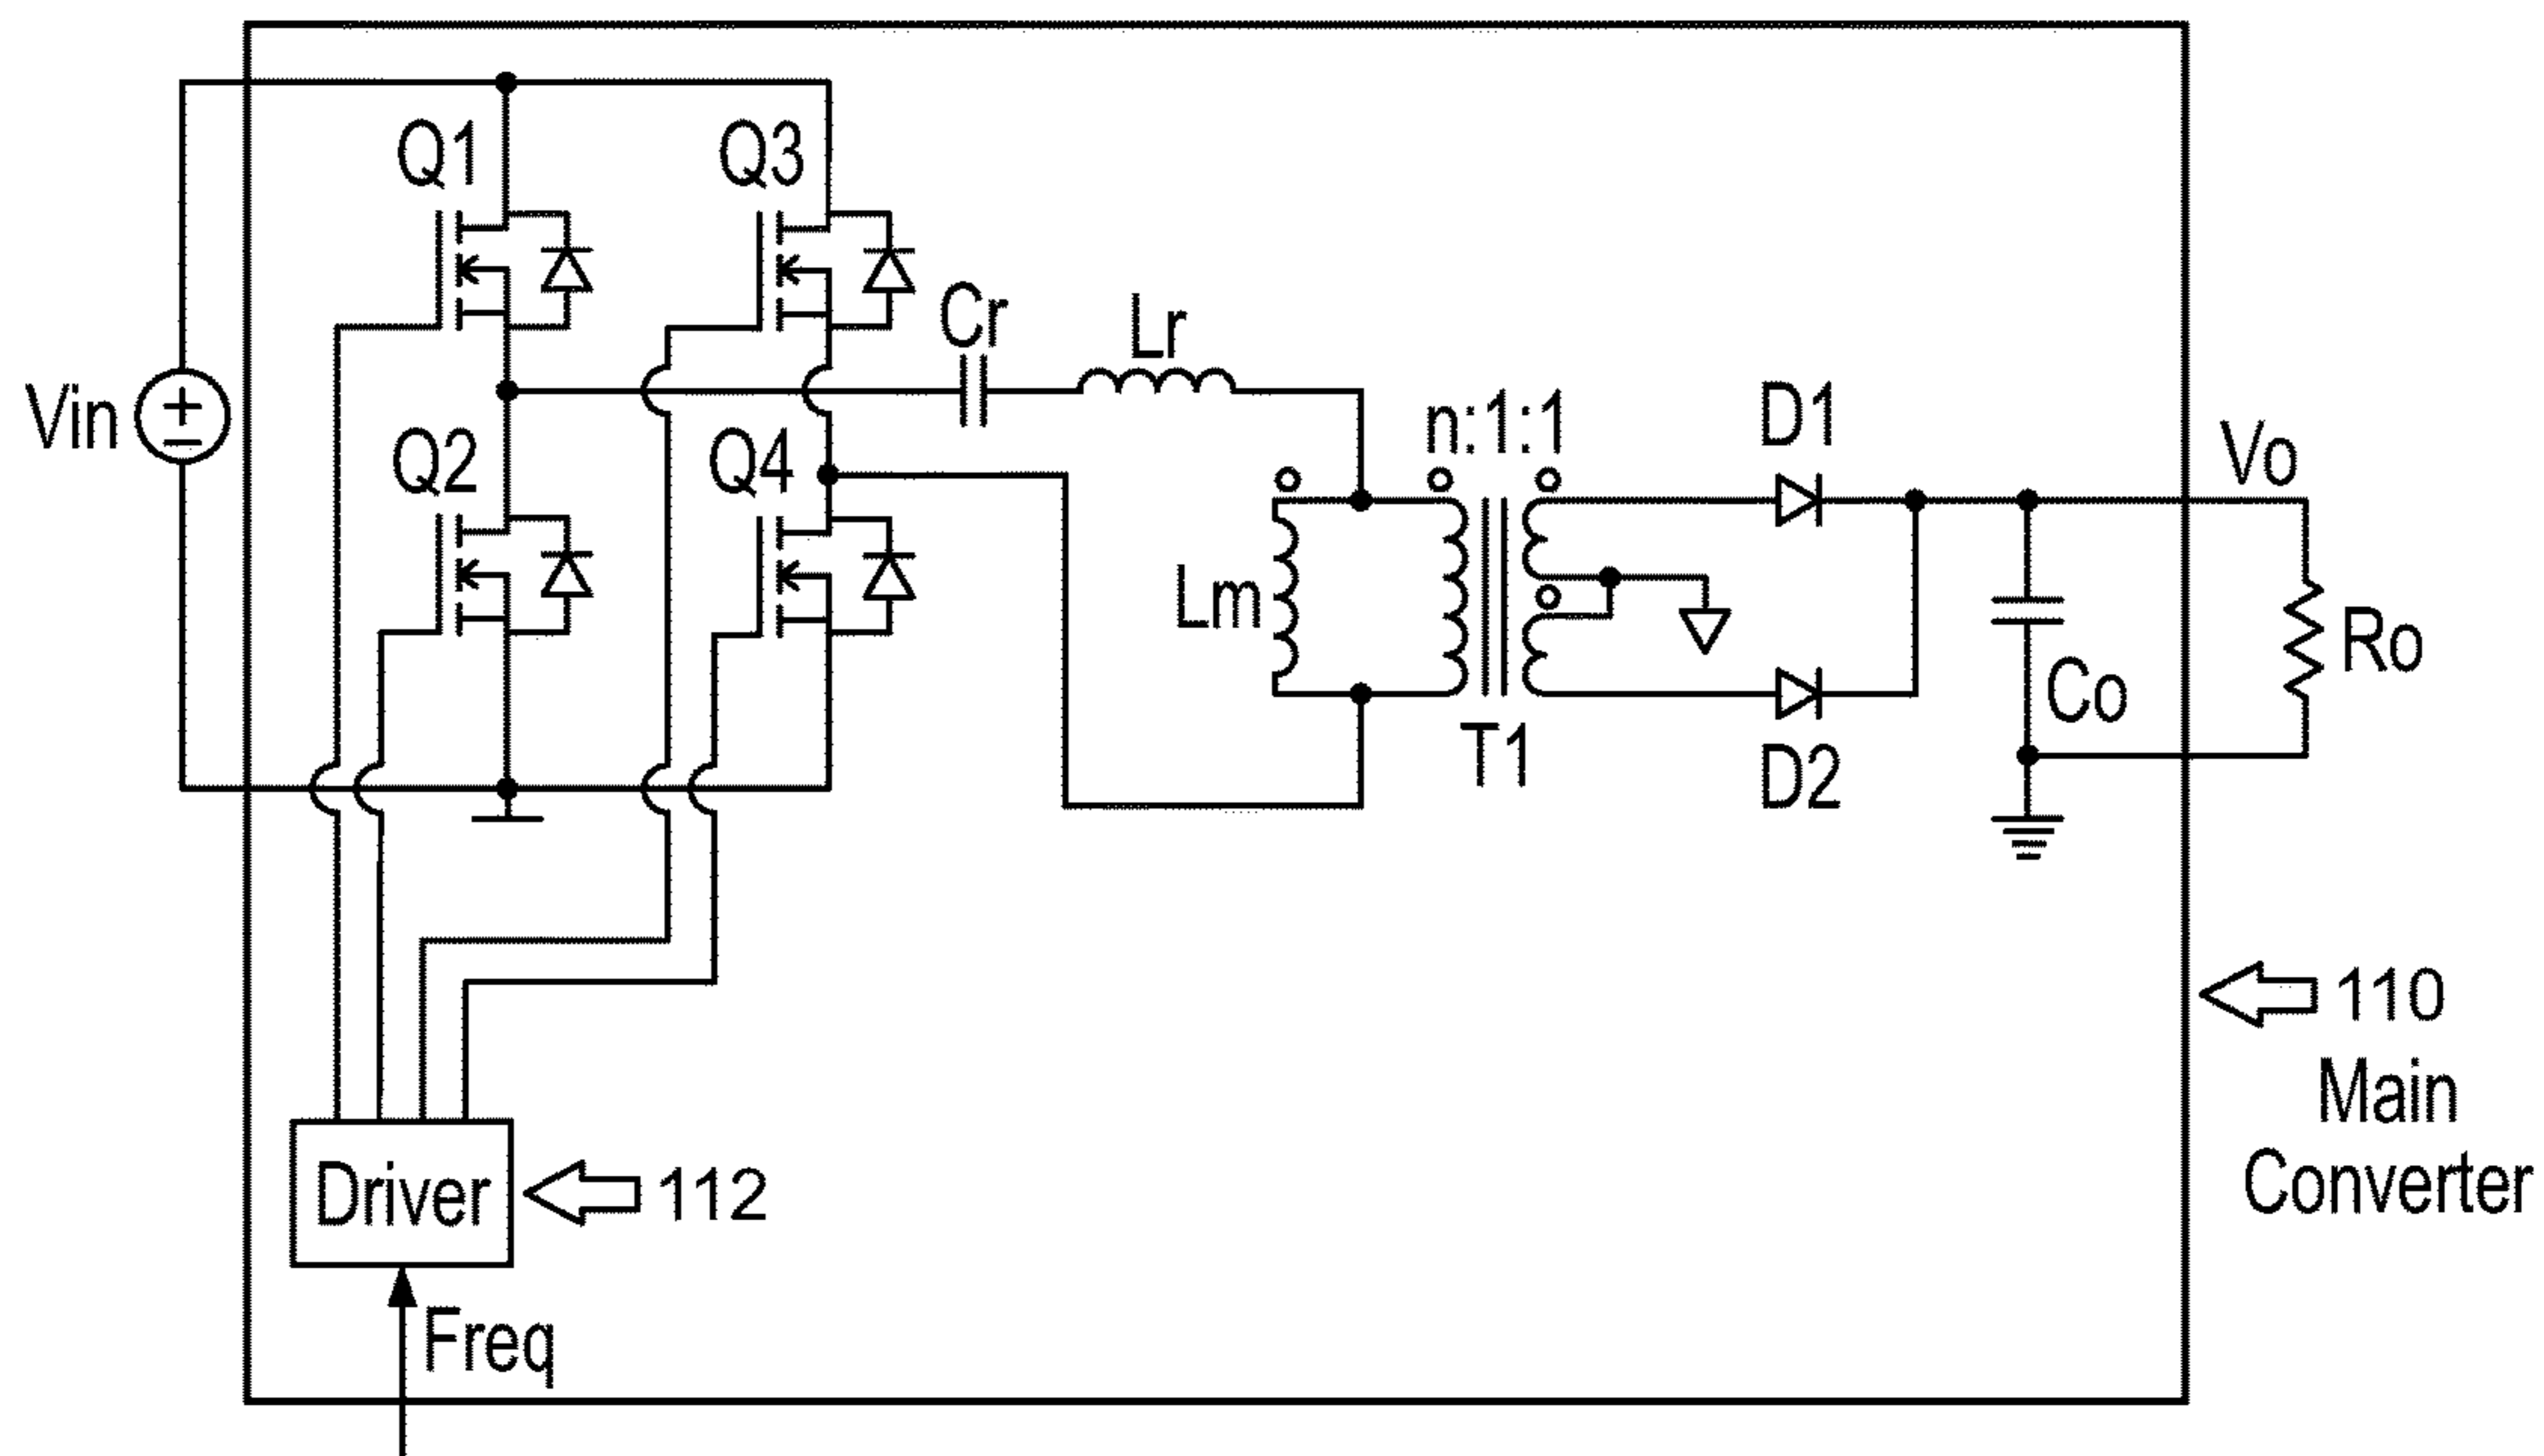 Q1
Q3
Cr
Lr
Vin
+
−
Q2
Q4
n:1:1
D1
Vo
Lm
Ro
Co
T1
D2
110
Main
Converter
Driver
112
Freq